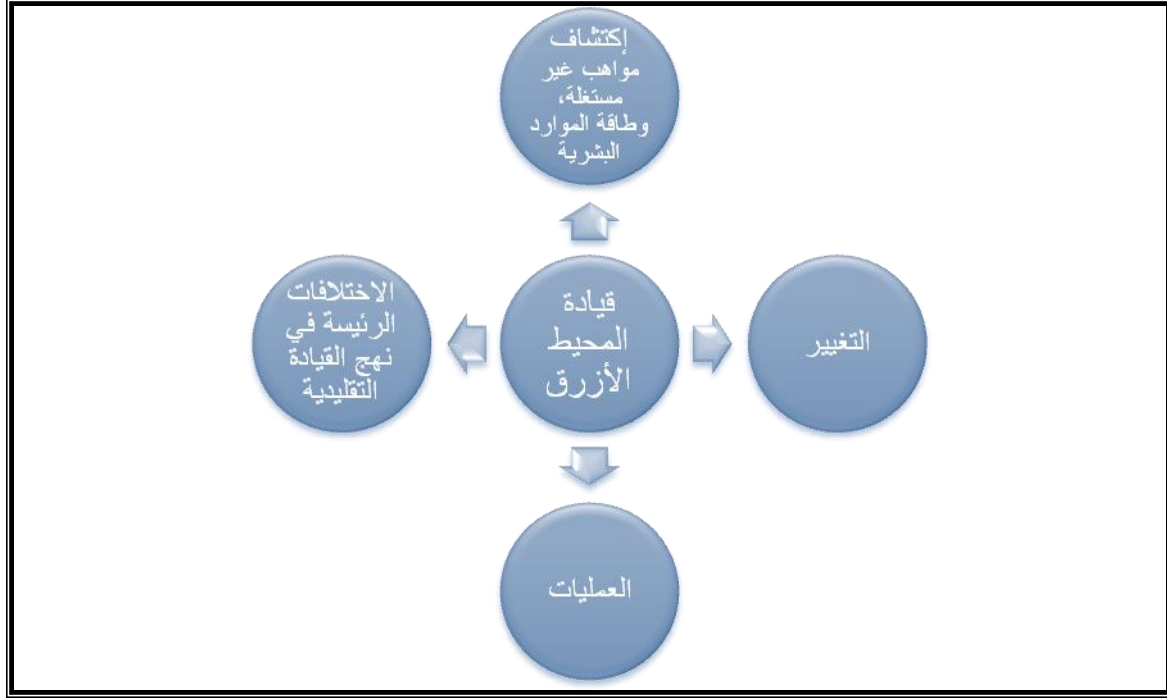 إكتشاف
مواهب غير
مستغلة،
وطاقة الموارد
البشرية
التغيير
قيادة
المحيط
الأزرق
الاختلافات
الرئيسة في
نهج القيادة
التقليدية
العمليات